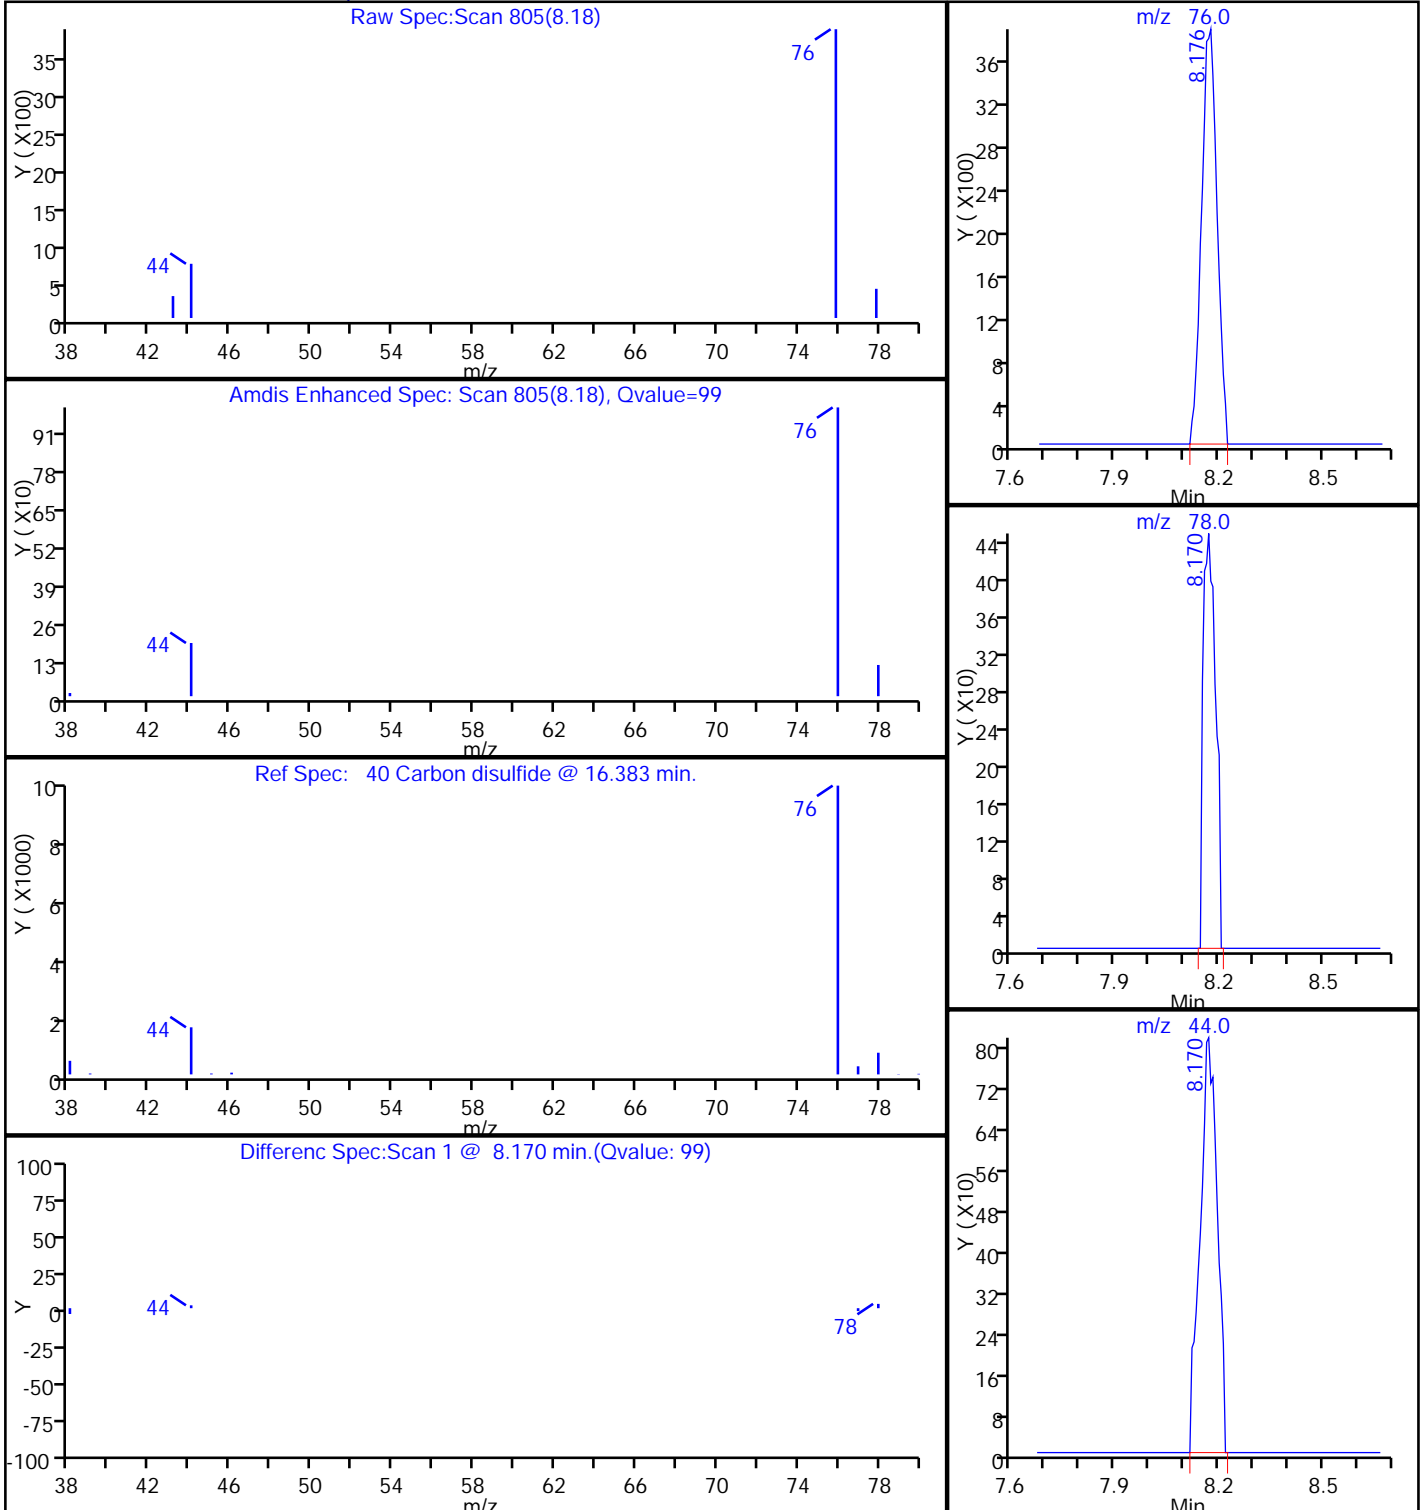 Raw Spec:Scan 805(8.18)
Y ( X100)
35
30
25
20
15
10
5
0
76
44
38 42 46 50 54 58 62 66 70 74 78
m/z
Amdis Enhanced Spec: Scan 805(8.18), Qvalue=99
Y ( X10)
91
78
65
52
39
26
13
0
76
44
38 42 46 50 54 58 62 66 70 74 78
m/z
Ref Spec: 40 Carbon disulfide @ 16.383 min.
Y ( X1000)
10
8
6
4
2
0
76
44
38 42 46 50 54 58 62 66 70 74 78
m/z
Differenc Spec:Scan 1 @ 8.170 min.(Qvalue: 99)
Y
100
75
50
25
0
-25
-50
-75
-100
44
78
38 42 46 50 54 58 62 66 70 74 78
m/z
m/z 76.0
8.176
Y ( X100)
36
32
28
24
20
16
12
8
4
0
7.6 7.9 8.2 8.5
Min
m/z 78.0
8.170
Y ( X10)
44
40
36
32
28
24
20
16
12
8
4
0
7.6 7.9 8.2 8.5
Min
m/z 44.0
8.170
Y ( X10)
80
72
64
56
48
40
32
24
16
8
0
7.6 7.9 8.2 8.5
Min